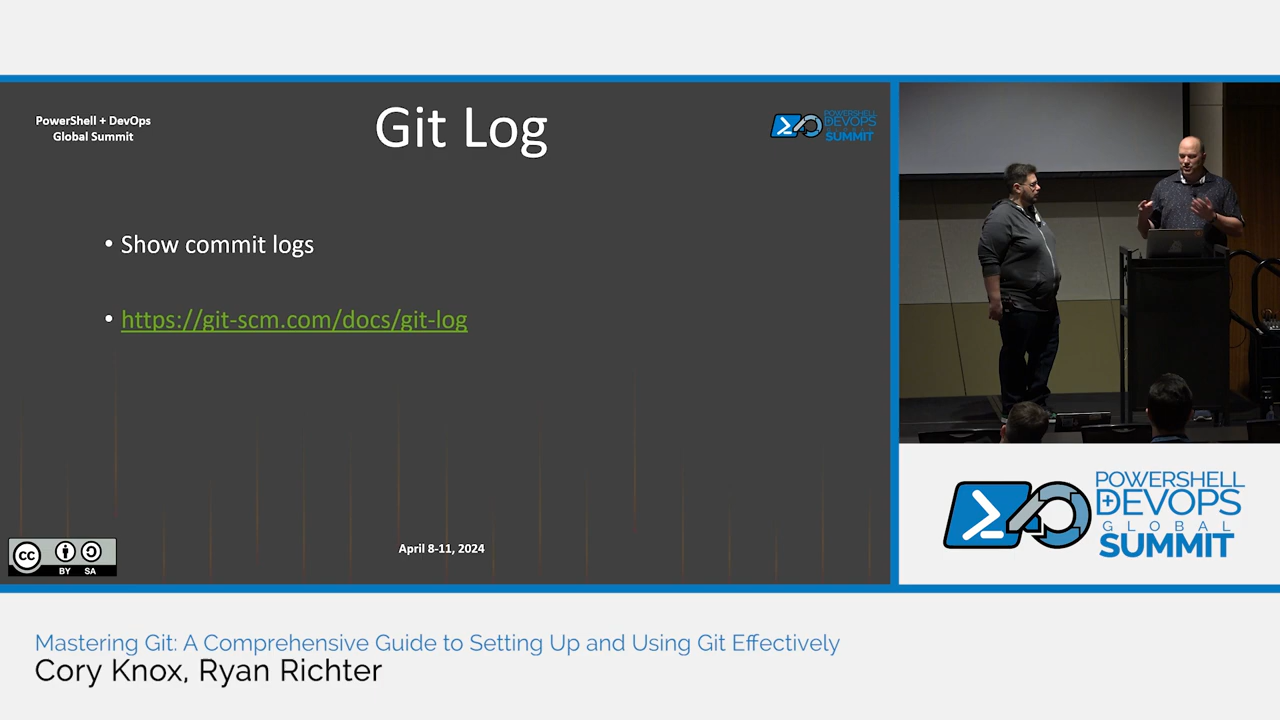 PowerShell + DevOps
Global Summit
Git Log
POWERSHELL
DEVOPS
GLOBAL
SUMMIT
• Show commit logs
• https://git-scm.com/docs/git-log
April 8-11, 2024
CC
BY SA
POWERSHELL
DEVOPS
GLOBAL
SUMMIT
Mastering Git: A Comprehensive Guide to Setting Up and Using Git Effectively
Cory Knox, Ryan Richter